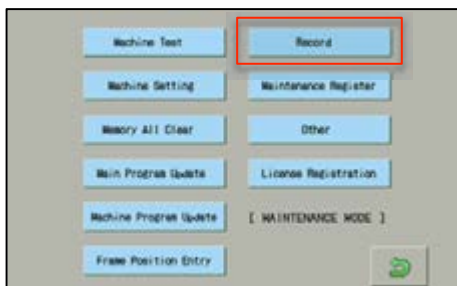 Machine Test
Record
Machine Setting
Maintenance Register
Memory All Clear
Other
Main Program Update
License Registration
Machine Program Update
[ MAINTENANCE MODE ]
Frame Position Entry